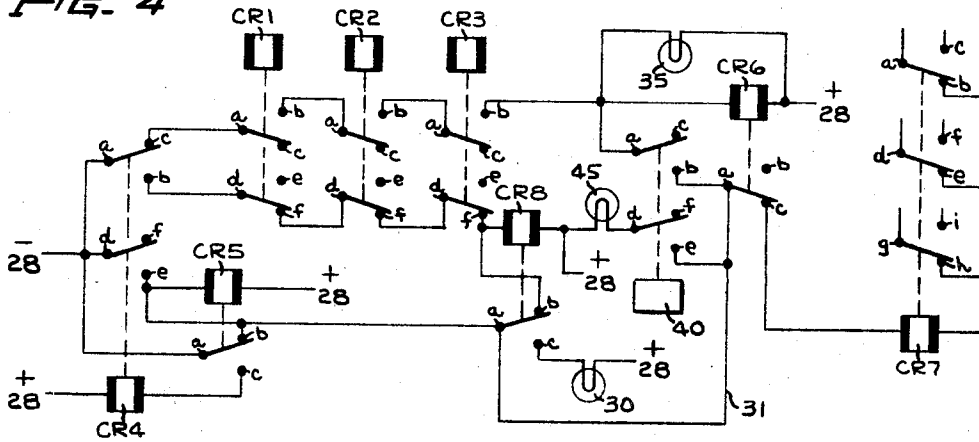 FIG. 4
CR1 CR2 CR3
35
CR6
+
28
a b c
a b c
a b c
a b c
a c b
a b c
a c b
d e f
d e f
d e f
CR8
45
d f e
a b c
d f e
-
28
d f e
CR5
+
28
+
28
40
g i h
a b c
a b c
+
28
30
31
CR7
+
28
CR4